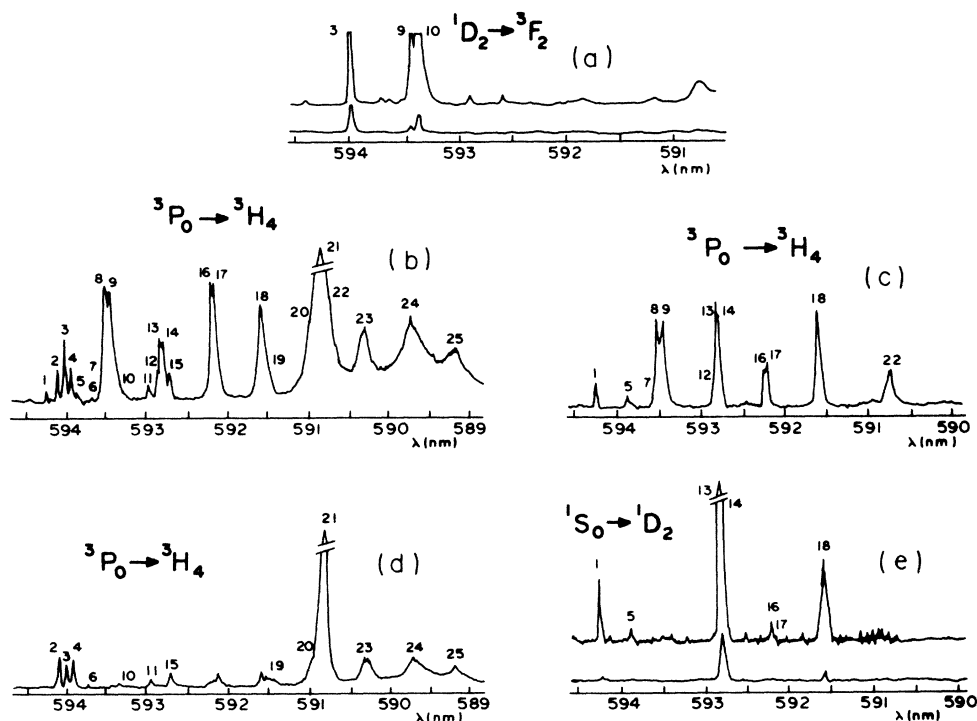 ¹D₂→³F₂
(a)
3 9 10
594 593 592 591
λ(nm)
³P₀→³H₄
(b)
1 2 3 4 5 6 7 8 9 10 11 12 13 14 15 16 17 18 19 20 21 22 23 24 25
594 593 592 591 590 589
λ(nm)
³P₀→³H₄
(c)
1 5 7 8 9 12 13 14 16 17 18 22
594 593 592 591 590
λ(nm)
³P₀→³H₄
(d)
2 3 4 6 10 11 15 19 20 21 23 24 25
594 593 592 591 590 589
λ(nm)
¹S₀→¹D₂
(e)
1 5 13 14 16 17 18
594 593 592 591 590
λ(nm)